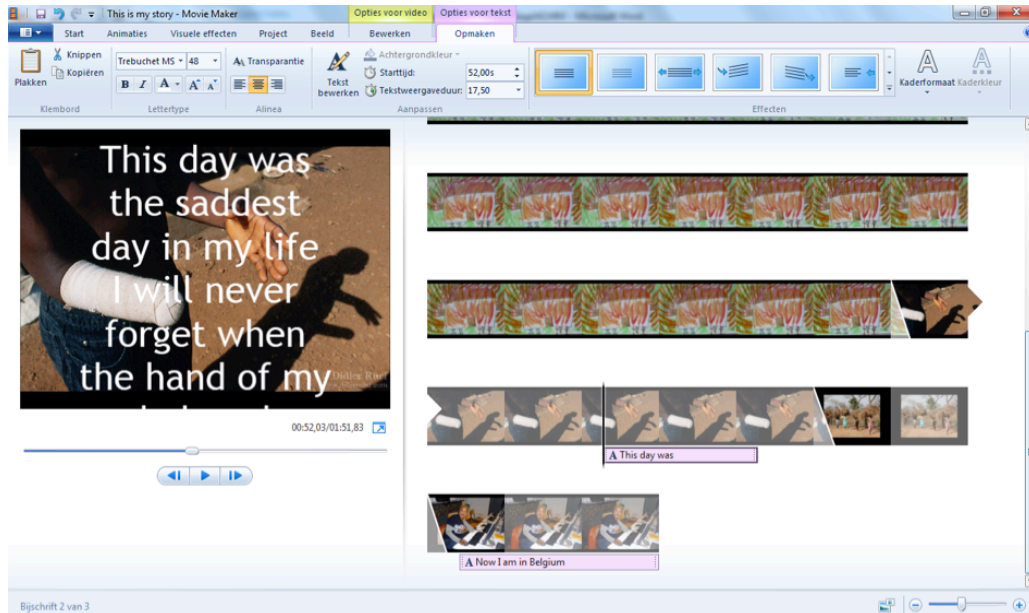 This is my story - Movie Maker
Opties voor video
Opties voor tekst
Start
Animaties
Visuele effecten
Project
Beeld
Bewerken
Opmaken
Plakken
Knippen
Kopiëren
Klembord
Trebuchet MS
48
B I A A A
Lettertype
Transparantie
Alinea
Tekst
bewerken
Achtergrondkleur
Starttijd: 52,00s
Tekstweergaveduur: 17,50
Aanpassen
Effecten
A
Kaderformaat
A
Kaderkleur
This day was
the saddest
day in my life
I will never
forget when
the hand of my
00:52,03/01:51,83
A This day was
A Now I am in Belgium
Bijschrift 2 van 3